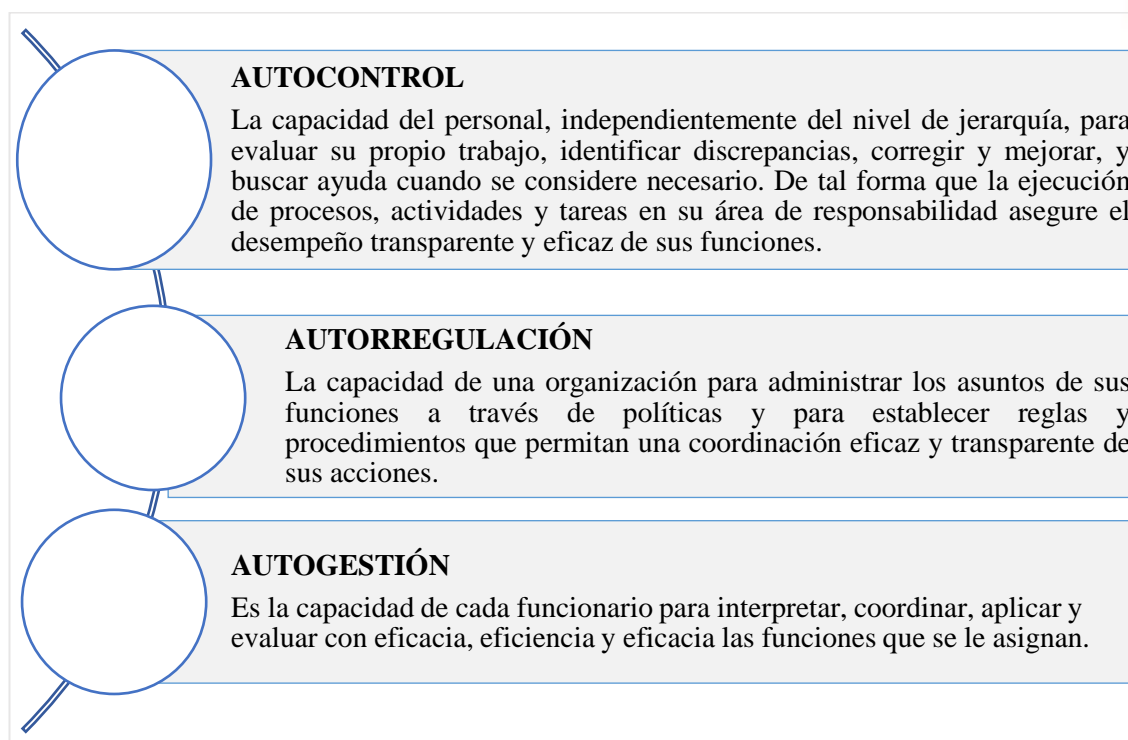 AUTOCONTROL
La capacidad del personal, independientemente del nivel de jerarquía, para
evaluar su propio trabajo, identificar discrepancias, corregir y mejorar, y
buscar ayuda cuando se considere necesario. De tal forma que la ejecución
de procesos, actividades y tareas en su área de responsabilidad asegure el
desempeño transparente y eficaz de sus funciones.
AUTORREGULACIÓN
La capacidad de una organización para administrar los asuntos de sus
funciones a través de políticas y para establecer reglas y
procedimientos que permitan una coordinación eficaz y transparente de
sus acciones.
AUTOGESTIÓN
Es la capacidad de cada funcionario para interpretar, coordinar, aplicar y
evaluar con eficacia, eficiencia y eficacia las funciones que se le asignan.